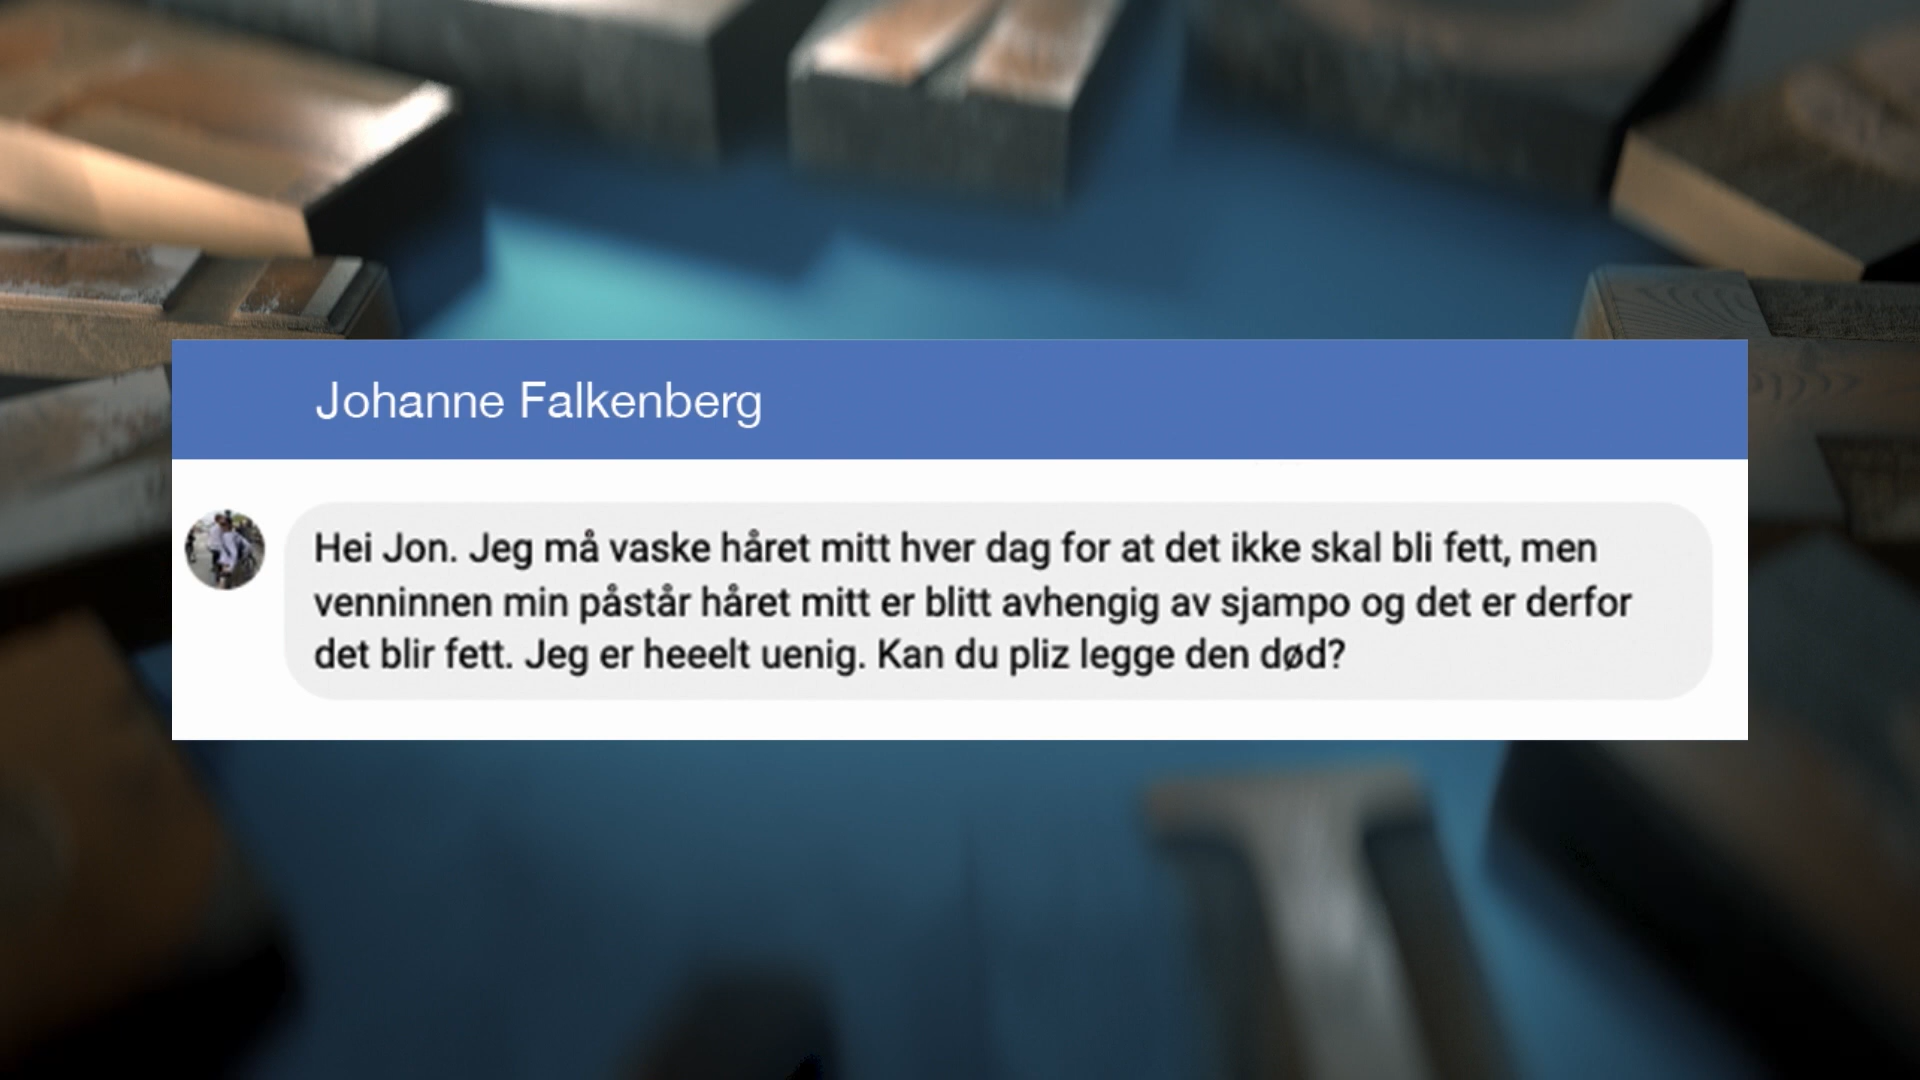 Johanne Falkenberg
Hei Jon. Jeg må vaske håret mitt hver dag for at det ikke skal bli fett, men
venninnen min påstår håret mitt er blitt avhengig av sjampo og det er derfor
det blir fett. Jeg er heeelt uenig. Kan du pliz legge den død?